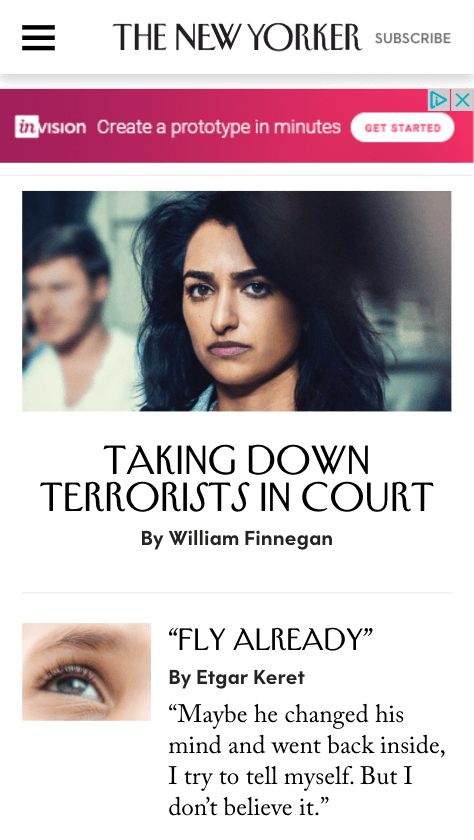 THE NEW YORKER SUBSCRIBE
invision Create a prototype in minutes GET STARTED
TAKING DOWN
TERRORISTS IN COURT
By William Finnegan
“FLY ALREADY”
By Etgar Keret
“Maybe he changed his
mind and went back inside,
I try to tell myself. But I
don’t believe it.”